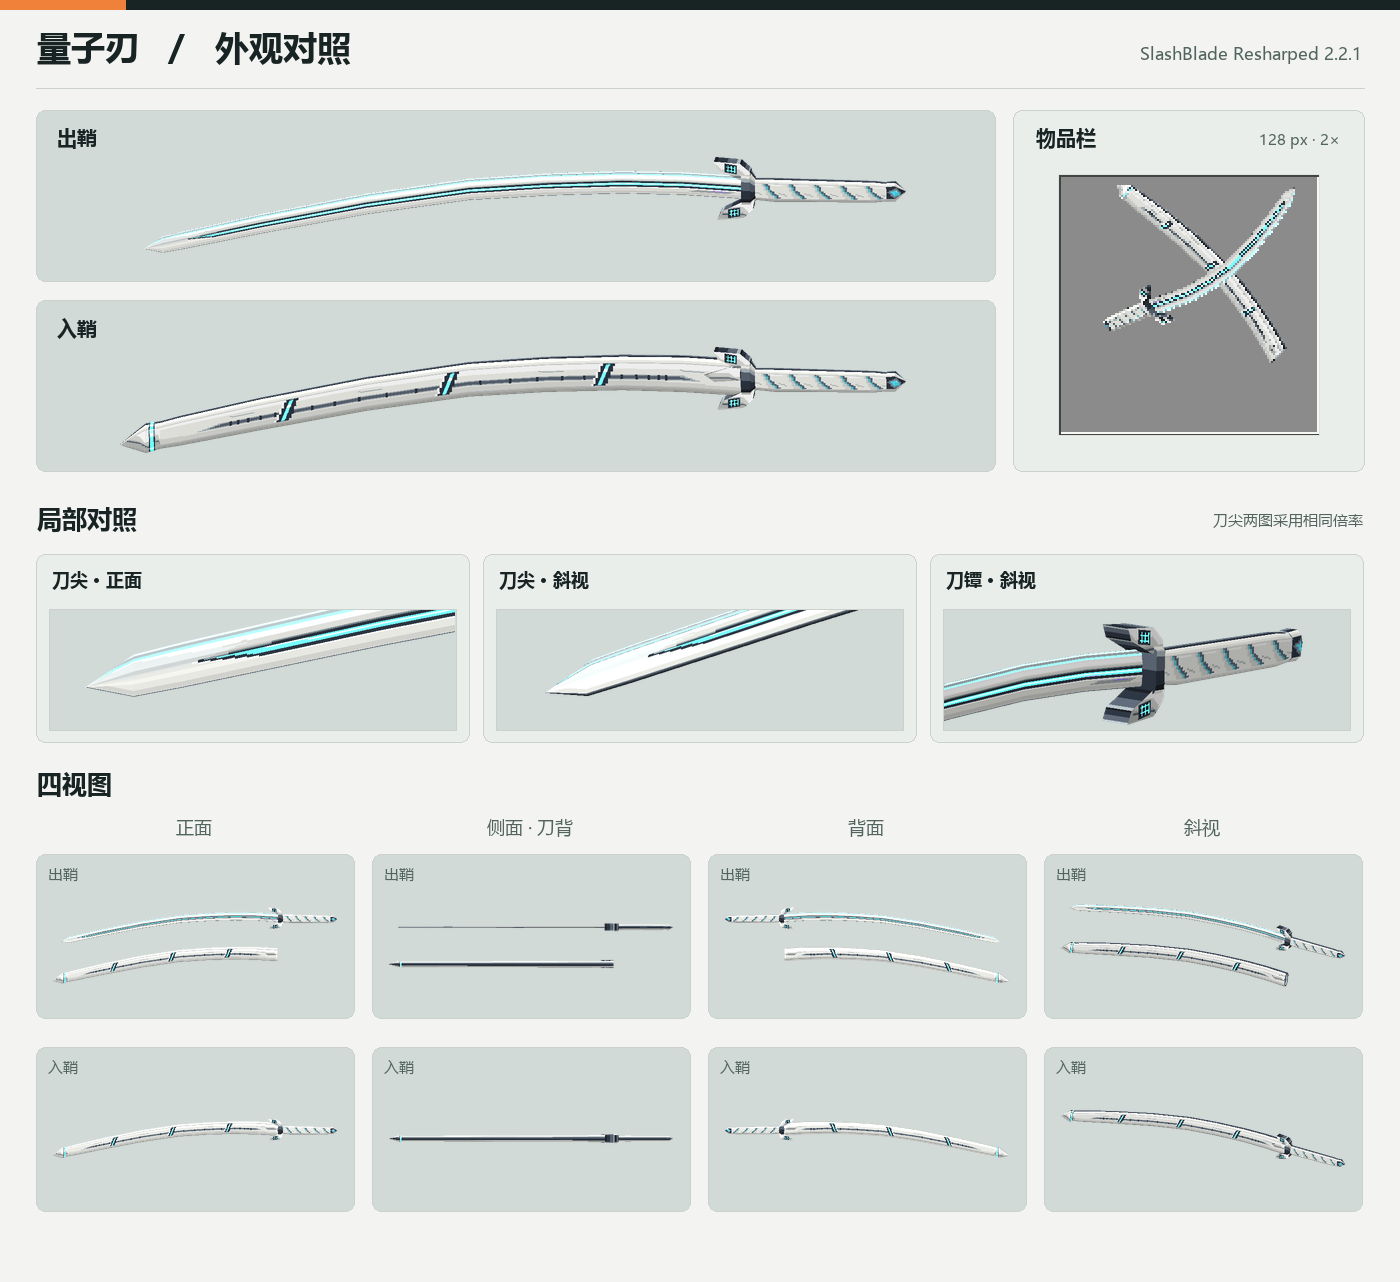 量子刃 / 外观对照
SlashBlade Resharped 2.2.1
出鞘
物品栏
128 px · 2×
入鞘
局部对照
刀尖两图采用相同倍率
刀尖·正面
刀尖·斜视
刀镡·斜视
四视图
正面
侧面·刀背
背面
斜视
出鞘
出鞘
出鞘
出鞘
入鞘
入鞘
入鞘
入鞘